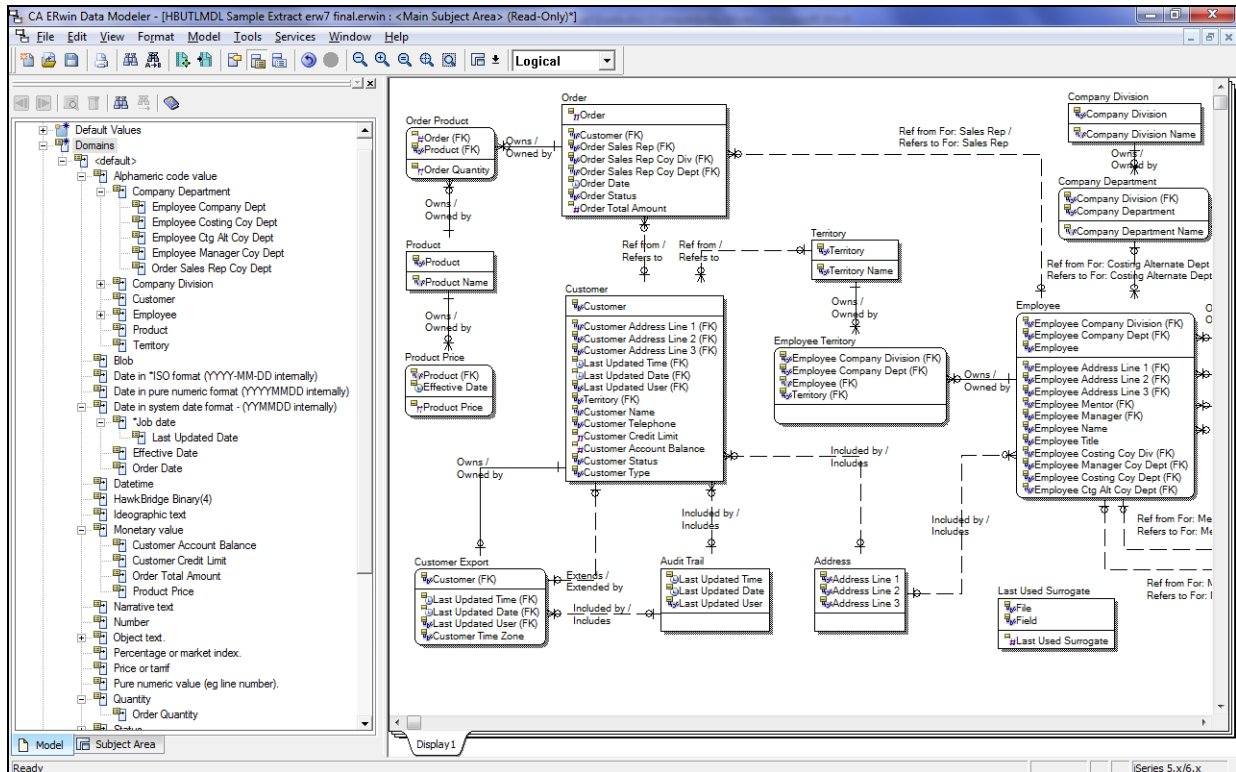 CA ERwin Data Modeler - [HBUTLMDL Sample Extract erw7 final.erwin : <Main Subject Area> (Read-Only)*]
File Edit View Format Model Tools Services Window Help
Logical
Default Values
Domains
<default>
Alphameric code value
Company Department
Employee Company Dept
Employee Costing Coy Dept
Employee Ctg Alt Coy Dept
Employee Manager Coy Dept
Order Sales Rep Coy Dept
Company Division
Customer
Employee
Product
Territory
Blob
Date in *ISO format (YYYY-MM-DD internally)
Date in pure numeric format (YYYYMMDD internally)
Date in system date format - (YYMMDD internally)
*Job date
Last Updated Date
Effective Date
Order Date
Datetime
HawkBridge Binary(4)
Ideographic text
Monetary value
Customer Account Balance
Customer Credit Limit
Order Total Amount
Product Price
Narrative text
Number
Object text.
Percentage or market index.
Price or tarrif
Pure numeric value (eg line number).
Quantity
Order Quantity
Status
Model Subject Area
Order Product
Order (FK)
Product (FK)
Order Quantity
Owns /
Owned by
Order
Order
Customer (FK)
Order Sales Rep (FK)
Order Sales Rep Coy Div (FK)
Order Sales Rep Coy Dept (FK)
Order Date
Order Status
Order Total Amount
Ref from For: Sales Rep /
Refers to For: Sales Rep
Company Division
Company Division
Company Division Name
Owns /
Owned by
Company Department
Company Division (FK)
Company Department
Company Department Name
Owns /
Owned by
Product
Product
Product Name
Ref from /
Refers to
Ref from /
Refers to
Territory
Territory
Territory Name
Ref from For: Costing Alternate Dept
Refers to For: Costing Alternate Dept
Owns /
Owned by
Product Price
Product (FK)
Effective Date
Product Price
Customer
Customer
Customer Address Line 1 (FK)
Customer Address Line 2 (FK)
Customer Address Line 3 (FK)
Last Updated Time (FK)
Last Updated Date (FK)
Last Updated User (FK)
Territory (FK)
Customer Name
Customer Telephone
Customer Credit Limit
Customer Account Balance
Customer Status
Customer Type
Owns /
Owned by
Employee Territory
Employee Company Division (FK)
Employee Company Dept (FK)
Employee (FK)
Territory (FK)
Owns /
Owned by
Employee
Employee Company Division (FK)
Employee Company Dept (FK)
Employee
Employee Address Line 1 (FK)
Employee Address Line 2 (FK)
Employee Address Line 3 (FK)
Employee Mentor (FK)
Employee Manager (FK)
Employee Name
Employee Title
Employee Costing Coy Div (FK)
Employee Manager Coy Dept (FK)
Employee Costing Coy Dept (FK)
Employee Ctg Alt Coy Dept (FK)
O
O
Owns /
Owned by
Included by /
Includes
Included by /
Includes
Included by /
Includes
Ref from For: Me
Refers to For: Me
Customer Export
Customer (FK)
Last Updated Time (FK)
Last Updated Date (FK)
Last Updated User (FK)
Customer Time Zone
Extends /
Extended by
Included by /
Includes
Audit Trail
Last Updated Time
Last Updated Date
Last Updated User
Address
Address Line 1
Address Line 2
Address Line 3
Last Used Surrogate
File
Field
Last Used Surrogate
Ref from For:
Refers to For:
Display1
Ready
iSeries 5.x/6.x